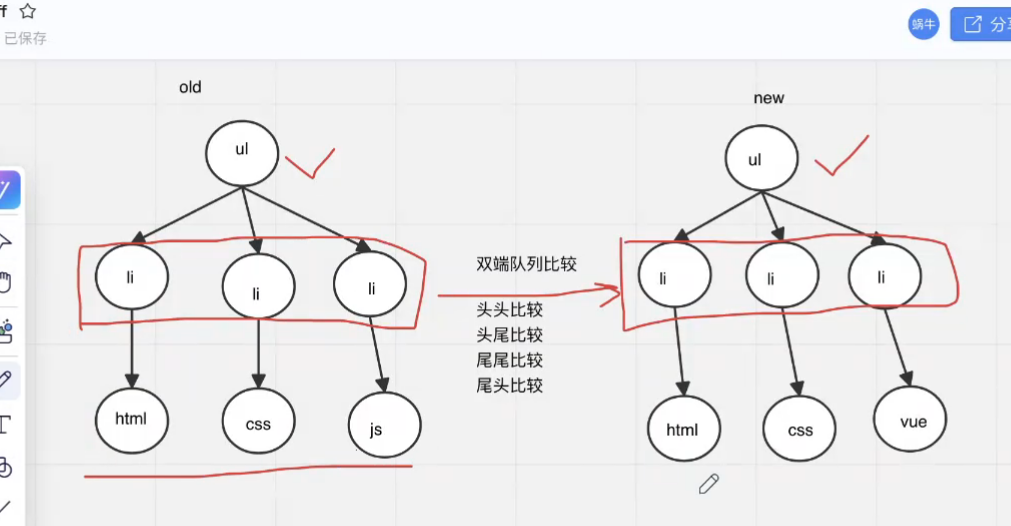 ff
已保存
蜗牛
分享
old
new
ul
ul
li
li
li
双端队列比较
头头比较
头尾比较
尾尾比较
尾头比较
li
li
li
html
css
js
html
css
vue